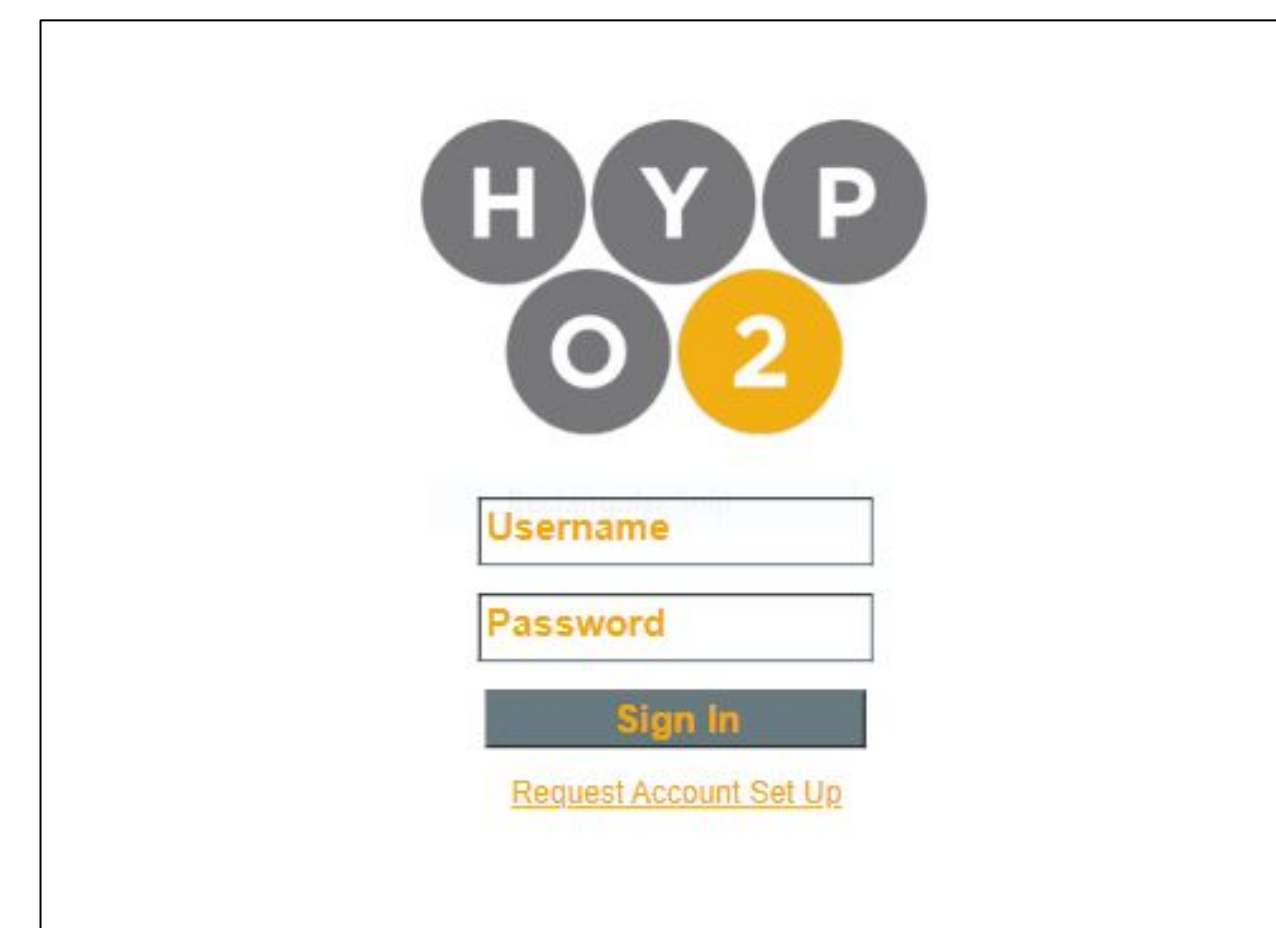 HYP
O2
Username
Password
Sign In
Request Account Set Up